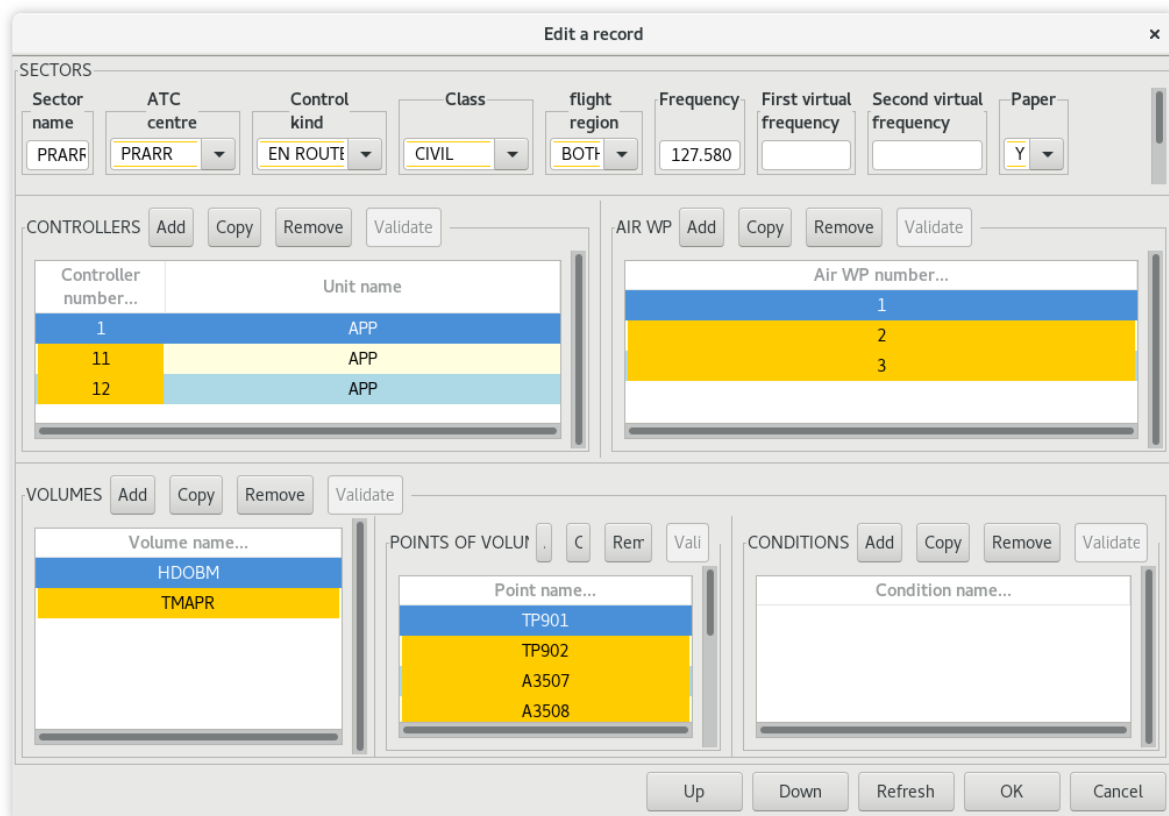 Edit a record
×
SECTORS
Sector name
ATC centre
Control kind
Class
flight region
Frequency
First virtual frequency
Second virtual frequency
Paper
PRARR
PRARR
EN ROUTE
CIVIL
BOTH
127.580
Y
CONTROLLERS Add Copy Remove Validate
Controller number... Unit name
1 APP
11 APP
12 APP
AIR WP Add Copy Remove Validate
Air WP number...
1
2
3
VOLUMES Add Copy Remove Validate
Volume name...
HDOBM
TMAPR
POINTS OF VOLUM . C Rem Vali
Point name...
TP901
TP902
A3507
A3508
CONDITIONS Add Copy Remove Validate
Condition name...
Up Down Refresh OK Cancel